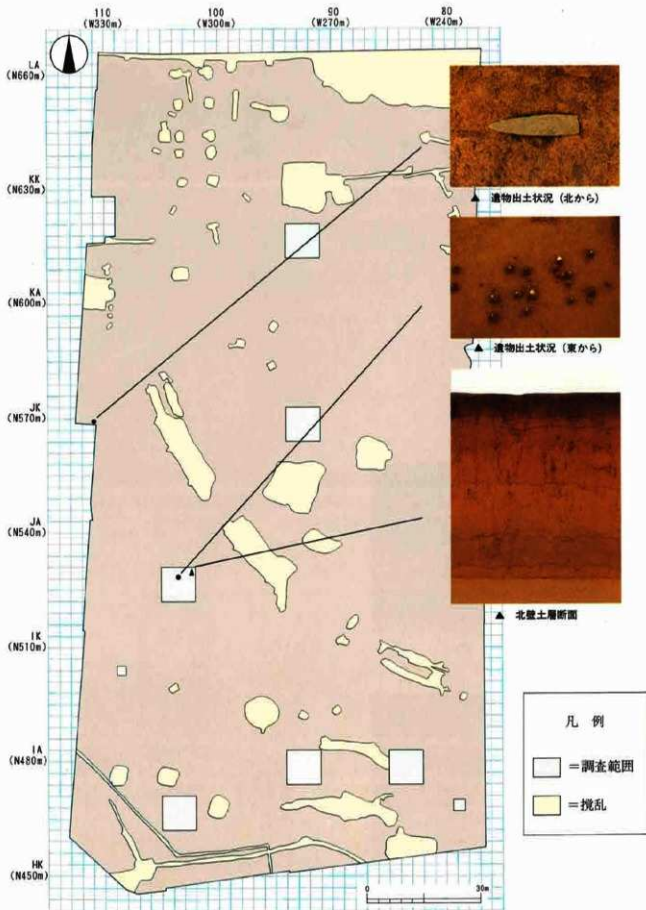 110
(W330m)
100
(W300m)
90
(W270m)
80
(W240m)
LA
(N660m)
KK
(N630m)
KA
(N600m)
JK
(N570m)
JA
(N540m)
IK
(N510m)
IA
(N480m)
HK
(N450m)
▲ 遺物出土状況（北から）
▲ 遺物出土状況（東から）
▲ 北壁土層断面
凡 例
=調査範囲
=撹乱
0 30m